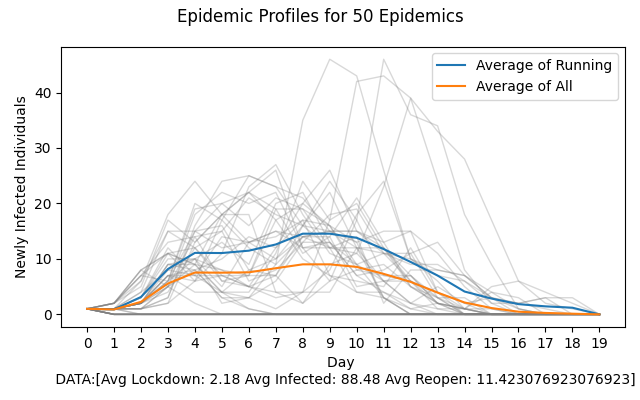 Epidemic Profiles for 50 Epidemics
Newly Infected Individuals
40
30
20
10
0
Average of Running
Average of All
0 1 2 3 4 5 6 7 8 9 10 11 12 13 14 15 16 17 18 19
Day
DATA:[Avg Lockdown: 2.18 Avg Infected: 88.48 Avg Reopen: 11.423076923076923]